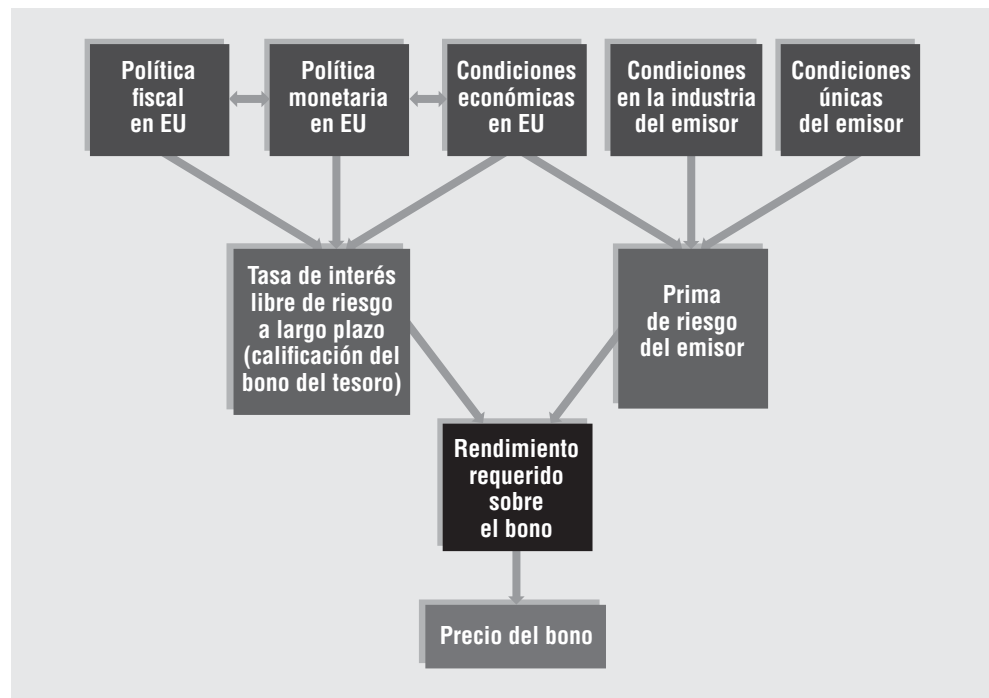 Política
fiscal
en EU
Política
monetaria
en EU
Condiciones
económicas
en EU
Condiciones
en la industria
del emisor
Condiciones
únicas
del emisor
Tasa de interés
libre de riesgo
a largo plazo
(calificación del
bono del tesoro)
Prima
de riesgo
del emisor
Rendimiento
requerido
sobre
el bono
Precio del bono